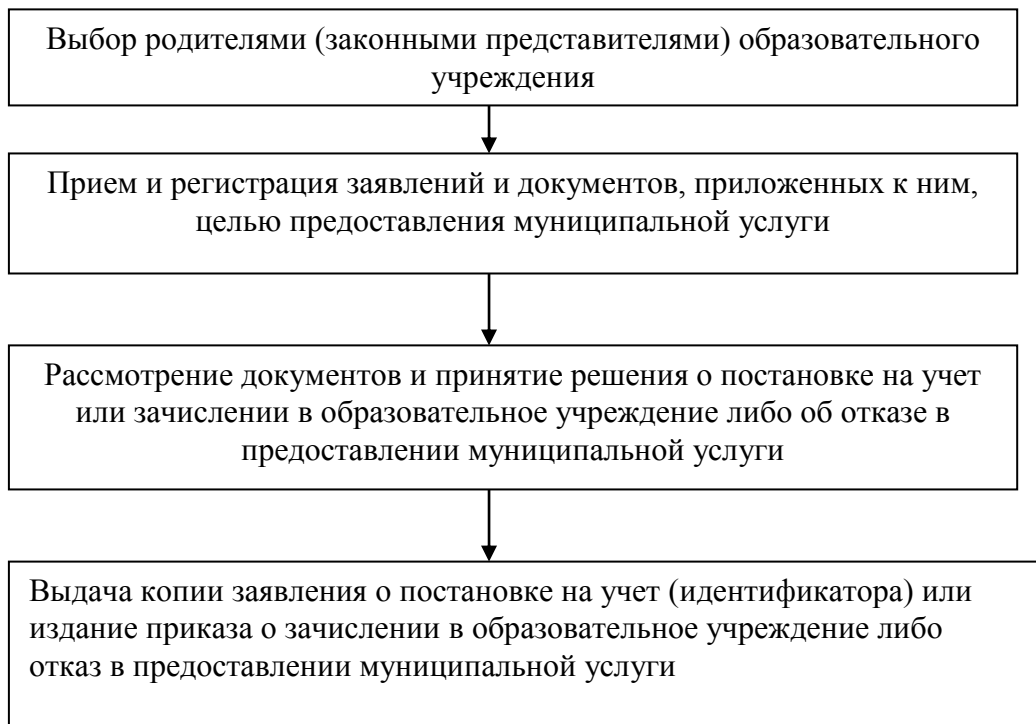 Выбор родителями (законными представителями) образовательного
учреждения
Прием и регистрация заявлений и документов, приложенных к ним,
целью предоставления муниципальной услуги
Рассмотрение документов и принятие решения о постановке на учет
или зачислении в образовательное учреждение либо об отказе в
предоставлении муниципальной услуги
Выдача копии заявления о постановке на учет (идентификатора) или
издание приказа о зачислении в образовательное учреждение либо
отказ в предоставлении муниципальной услуги